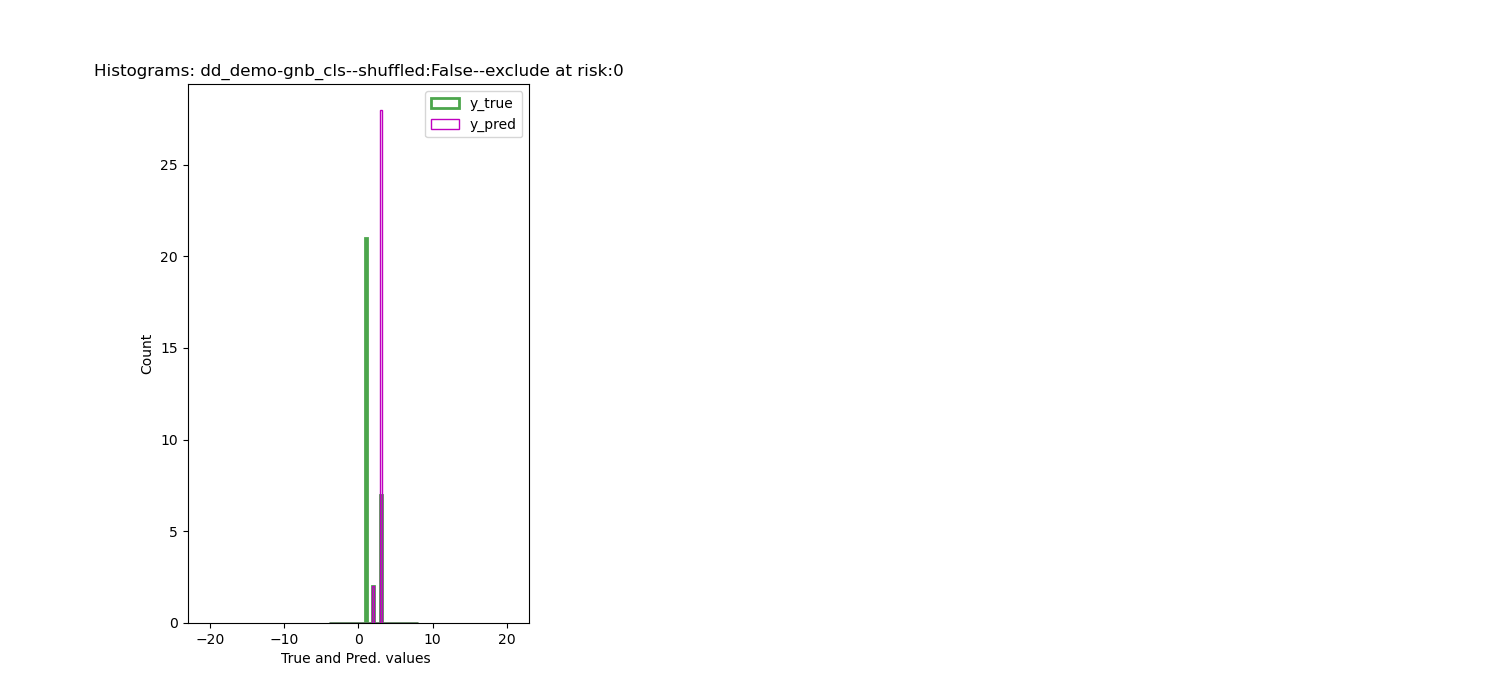 Histograms: dd_demo-gnb_cls--shuffled:False--exclude at risk:0
y_true
y_pred
25
20
15
10
5
0
Count
−20 −10 0 10 20
True and Pred. values